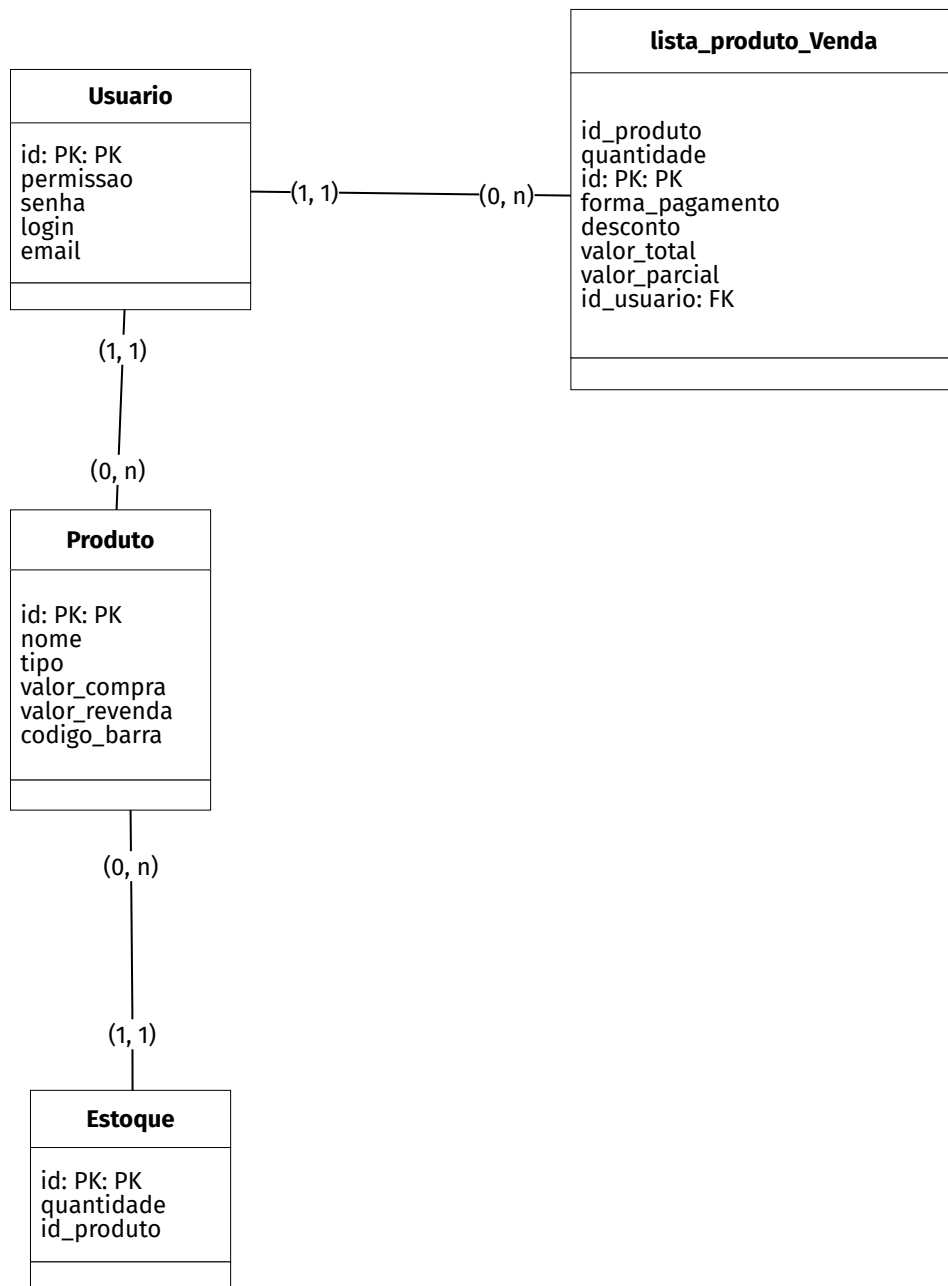 lista_produto_Venda
id_produto
quantidade
id: PK: PK
forma_pagamento
desconto
valor_total
valor_parcial
id_usuario: FK
Usuario
id: PK: PK
permissao
senha
login
email
(1, 1)
(0, n)
(1, 1)
(0, n)
Produto
id: PK: PK
nome
tipo
valor_compra
valor_revenda
codigo_barra
(0, n)
(1, 1)
Estoque
id: PK: PK
quantidade
id_produto